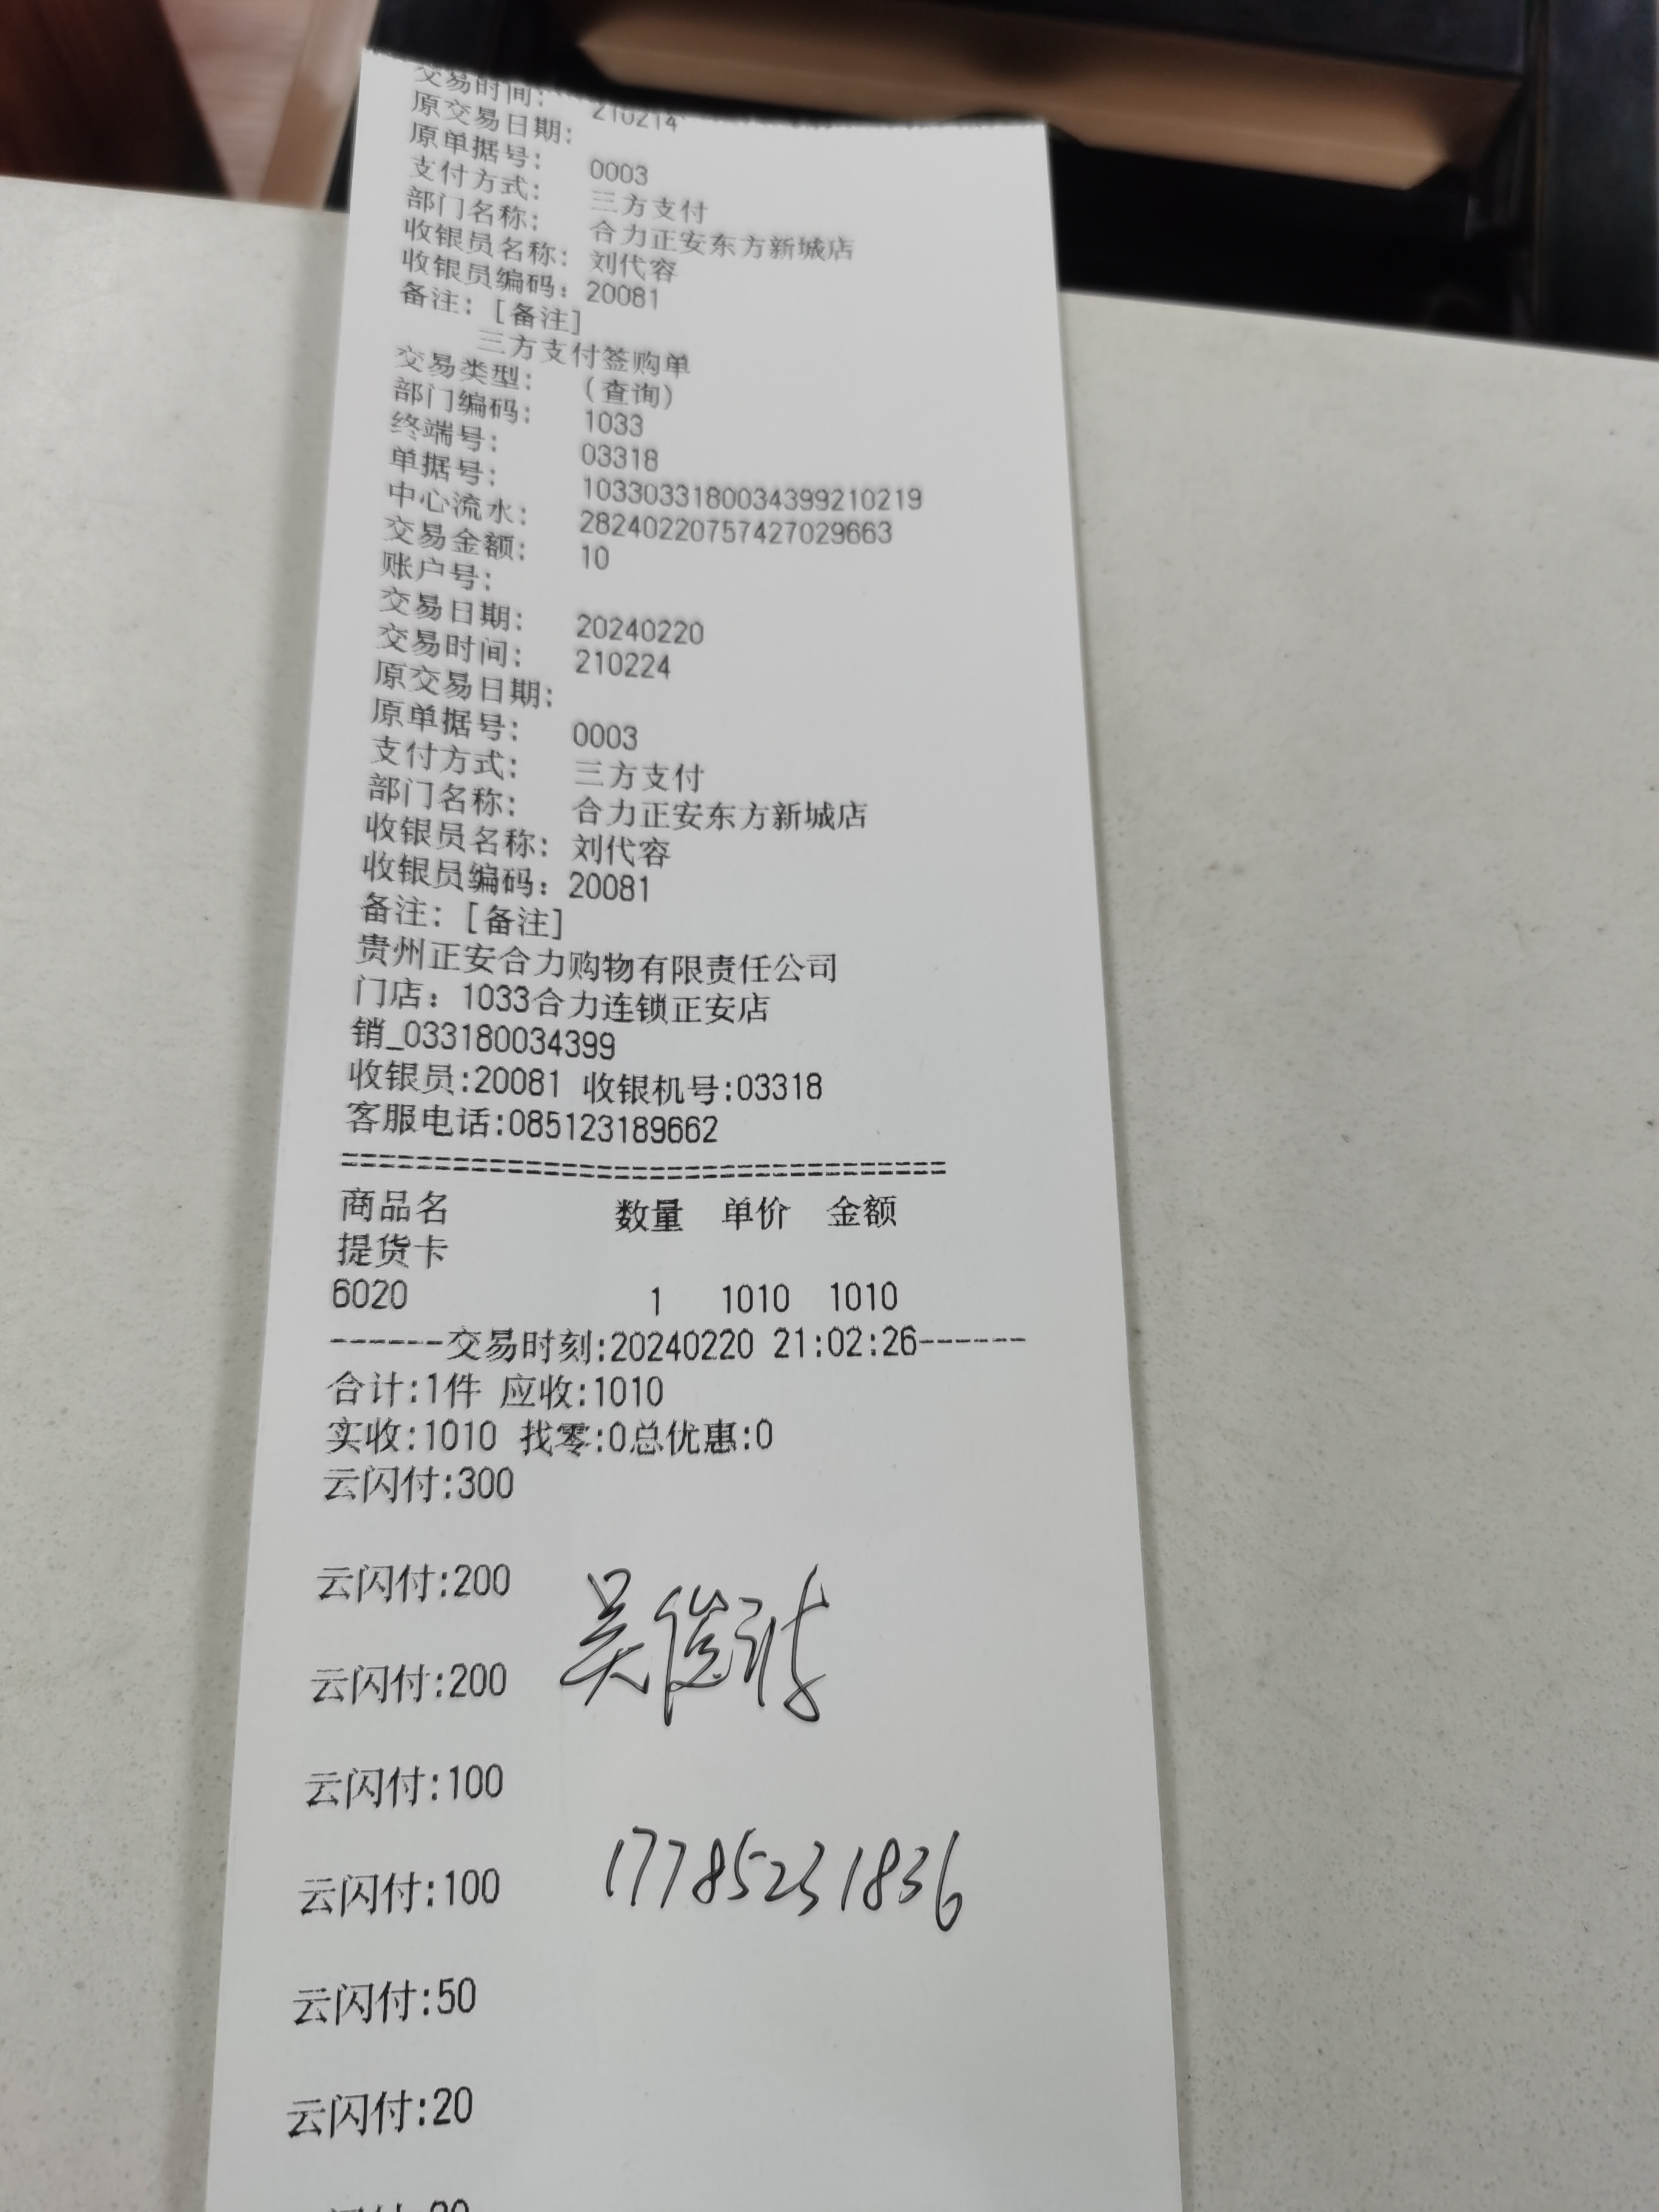 交易时间: 210214
原交易日期:
原单据号: 0003
支付方式: 三方支付
部门名称: 合力正安东方新城店
收银员名称: 刘代容
收银员编码: 20081
备注: [备注]
三方支付签购单
交易类型: (查询)
部门编码: 1033
终端号: 03318
单据号: 1033033180034399210219
中心流水: 28240220757427029663
交易金额: 10
账户号:
交易日期: 20240220
交易时间: 210224
原交易日期:
原单据号: 0003
支付方式: 三方支付
部门名称: 合力正安东方新城店
收银员名称: 刘代容
收银员编码: 20081
备注: [备注]
贵州正安合力购物有限责任公司
门店: 1033合力连锁正安店
销_033180034399
收银员:20081 收银机号:03318
客服电话:085123189662
================================
商品名 数量 单价 金额
提货卡
6020 1 1010 1010
------交易时刻:20240220 21:02:26------
合计:1件 应收:1010
实收:1010 找零:0总优惠:0
云闪付:300
云闪付:200
吴
云闪付:200
云闪付:100
17785231836
云闪付:100
云闪付:50
云闪付:20